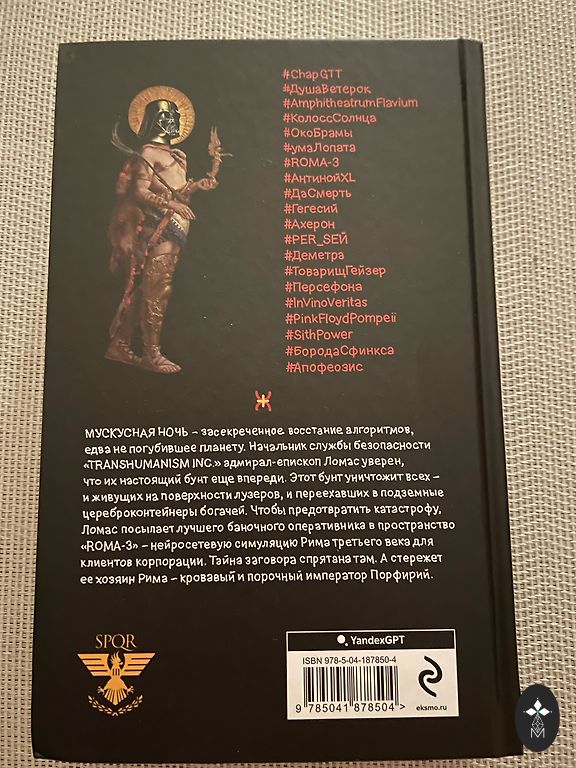 #ChapGTT
#ДушаВетерок
#AmphitheatrumFlavium
#КолоссСолнца
#ОкоБрамы
#умаЛопата
#ROMA-3
#АнтинойXL
#ДаСмерть
#Гегесий
#Ахерон
#PER_SEЙ
#Деметра
#ТоварищГейзер
#Персефона
#InVinoVeritas
#PinkFloydPompeii
#SithPower
#БородаСфинкса
#Апофеозис
МУСКУСНАЯ НОЧЬ – засекреченное восстание алгоритмов,
едва не погубившее планету. Начальник службы безопасности
«TRANSHUMANISM INC.» адмирал-епископ Ломас уверен,
что их настоящий бунт еще впереди. Этот бунт уничтожит всех –
и живущих на поверхности лузеров, и переехавших в подземные
цереброконтейнеры богачей. Чтобы предотвратить катастрофу,
Ломас посылает лучшего баночного оперативника в пространство
«ROMA-3» – нейросетевую симуляцию Рима третьего века для
клиентов корпорации. Тайна заговора спрятана там. А стережет
ее хозяин Рима – кровавый и порочный император Порфирий.
SPQR
III
YandexGPT
ISBN 978-5-04-187850-4
9 785041 878504 >
eksmo.ru
M